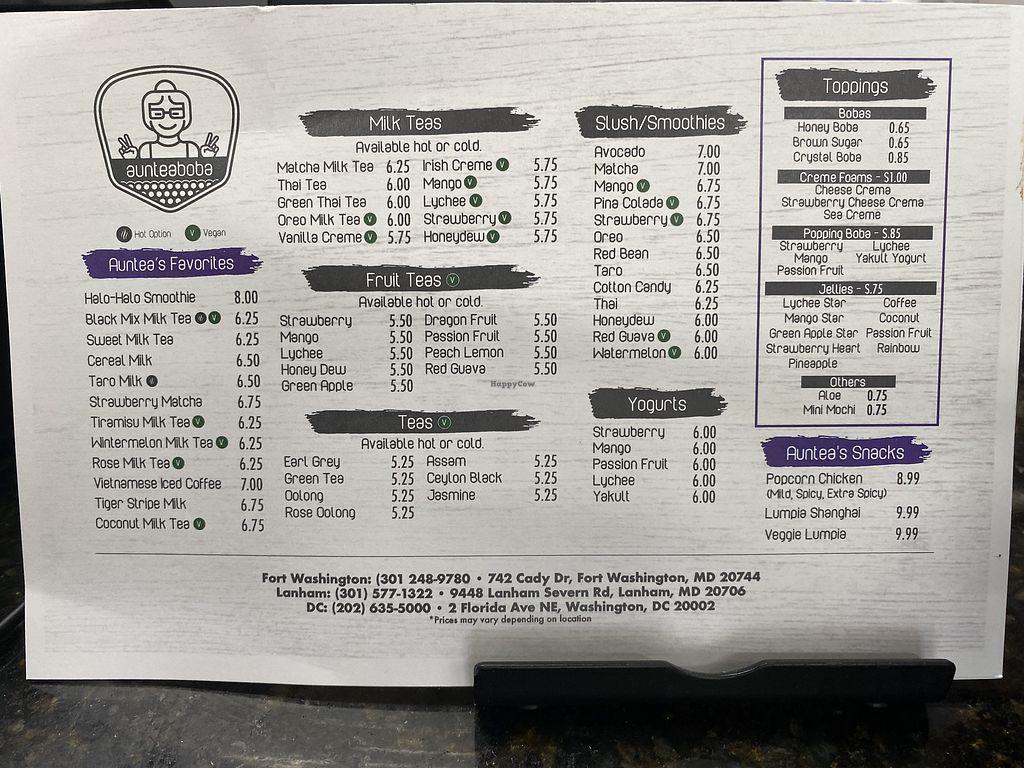 aunteaboba
Hot Option V Vegan
Auntea's Favorites
Halo-Halo Smoothie 8.00
Black Mix Milk Tea V 6.25
Sweet Milk Tea 6.25
Cereal Milk 6.50
Taro Milk 6.50
Strawberry Matcha 6.75
Tiramisu Milk Tea V 6.25
Wintermelon Milk Tea V 6.25
Rose Milk Tea V 6.25
Vietnamese Iced Coffee 7.00
Tiger Stripe Milk 6.75
Coconut Milk Tea V 6.75
Milk Teas
Available hot or cold.
Matcha Milk Tea 6.25 Irish Creme V 5.75
Thai Tea 6.00 Mango V 5.75
Green Thai Tea 6.00 Lychee V 5.75
Oreo Milk Tea V 6.00 Strawberry V 5.75
Vanilla Creme V 5.75 Honeydew V 5.75
Fruit Teas V
Available hot or cold.
Strawberry 5.50 Dragon Fruit 5.50
Mango 5.50 Passion Fruit 5.50
Lychee 5.50 Peach Lemon 5.50
Honey Dew 5.50 Red Guava 5.50
Green Apple 5.50
Teas V
Available hot or cold.
Earl Grey 5.25 Assam 5.25
Green Tea 5.25 Ceylon Black 5.25
Oolong 5.25 Jasmine 5.25
Rose Oolong 5.25
Slush/Smoothies
Avocado 7.00
Matcha 7.00
Mango V 6.75
Pina Colada V 6.75
Strawberry V 6.75
Oreo 6.50
Red Bean 6.50
Taro 6.50
Cotton Candy 6.25
Thai 6.25
Honeydew 6.00
Red Guava V 6.00
Watermelon V 6.00
HappyCow
Yogurts
Strawberry 6.00
Mango 6.00
Passion Fruit 6.00
Lychee 6.00
Yakult 6.00
Toppings
Bobas
Honey Boba 0.65
Brown Sugar 0.65
Crystal Boba 0.85
Creme Foams - $1.00
Cheese Crema
Strawberry Cheese Crema
Sea Creme
Popping Boba - $.85
Strawberry Lychee
Mango Yakult Yogurt
Passion Fruit
Jellies - $.75
Lychee Star Coffee
Mango Star Coconut
Green Apple Star Passion Fruit
Strawberry Heart Rainbow
Pineapple
Others
Aloe 0.75
Mini Mochi 0.75
Auntea's Snacks
Popcorn Chicken 8.99
(Mild, Spicy, Extra Spicy)
Lumpia Shanghai 9.99
Veggie Lumpia 9.99
Fort Washington: (301 248-9780 • 742 Cady Dr, Fort Washington, MD 20744
Lanham: (301) 577-1322 • 9448 Lanham Severn Rd, Lanham, MD 20706
DC: (202) 635-5000 • 2 Florida Ave NE, Washington, DC 20002
*Prices may vary depending on location